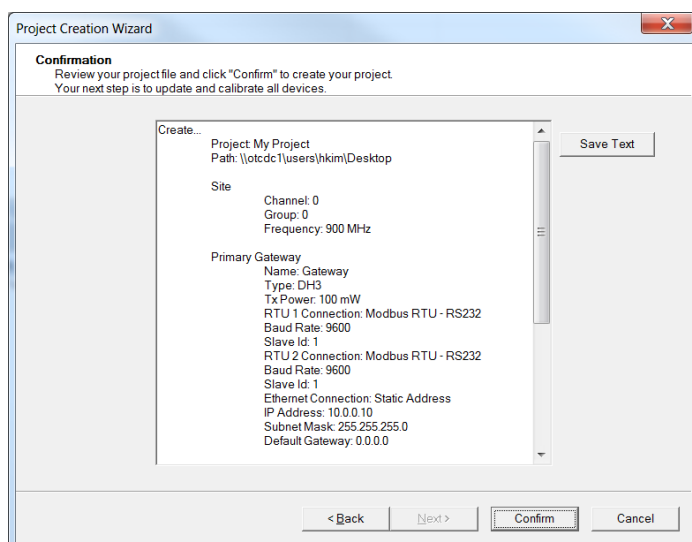 Project Creation Wizard
Confirmation
Review your project file and click "Confirm" to create your project.
Your next step is to update and calibrate all devices.
Create...
Project: My Project
Path: \\otcdc1\users\hkim\Desktop
Site
Channel: 0
Group: 0
Frequency: 900 MHz
Primary Gateway
Name: Gateway
Type: DH3
Tx Power: 100 mW
RTU 1 Connection: Modbus RTU - RS232
Baud Rate: 9600
Slave Id: 1
RTU 2 Connection: Modbus RTU - RS232
Baud Rate: 9600
Slave Id: 1
Ethernet Connection: Static Address
IP Address: 10.0.0.10
Subnet Mask: 255.255.255.0
Default Gateway: 0.0.0.0
Save Text
< Back
Next >
Confirm
Cancel